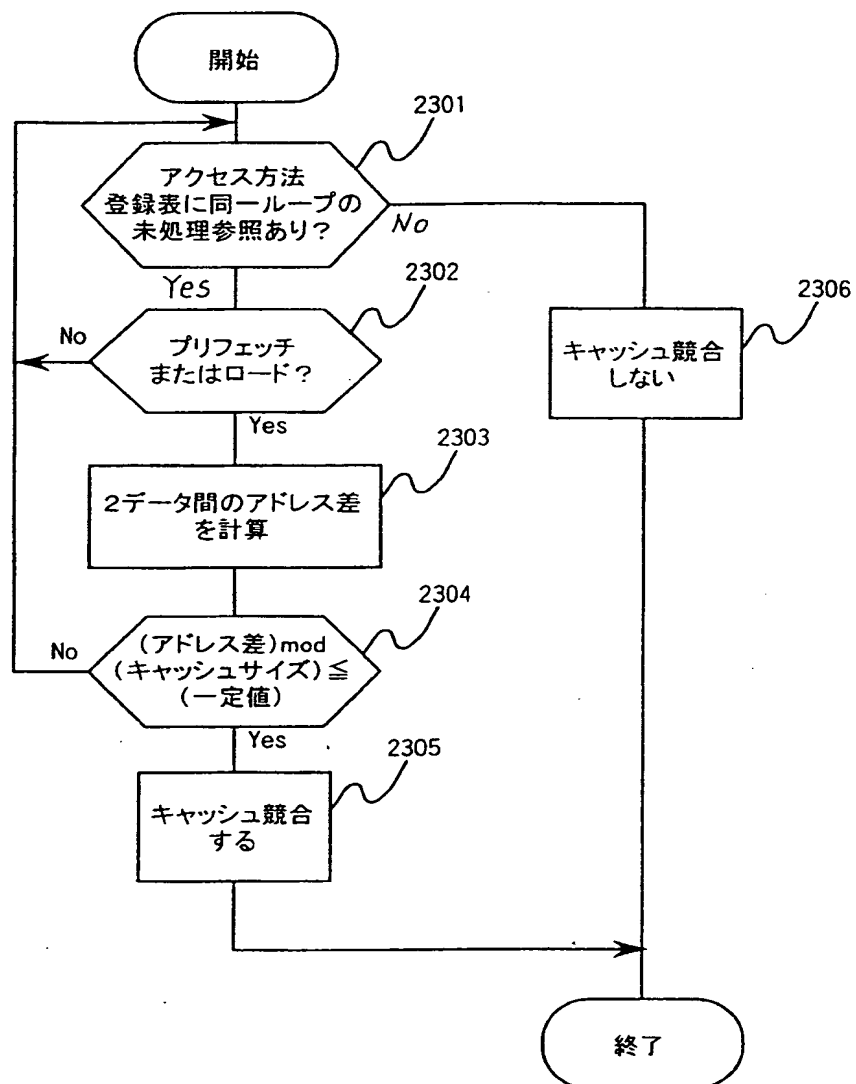 開始
2301
アクセス方法
登録表に同一ループの
未処理参照あり?
No
Yes
2302
2306
No
プリフェッチ
またはロード?
キャッシュ競合
しない
Yes
2303
2データ間のアドレス差
を計算
2304
No
(アドレス差)mod
(キャッシュサイズ)≦
(一定値)
Yes
2305
キャッシュ競合
する
終了